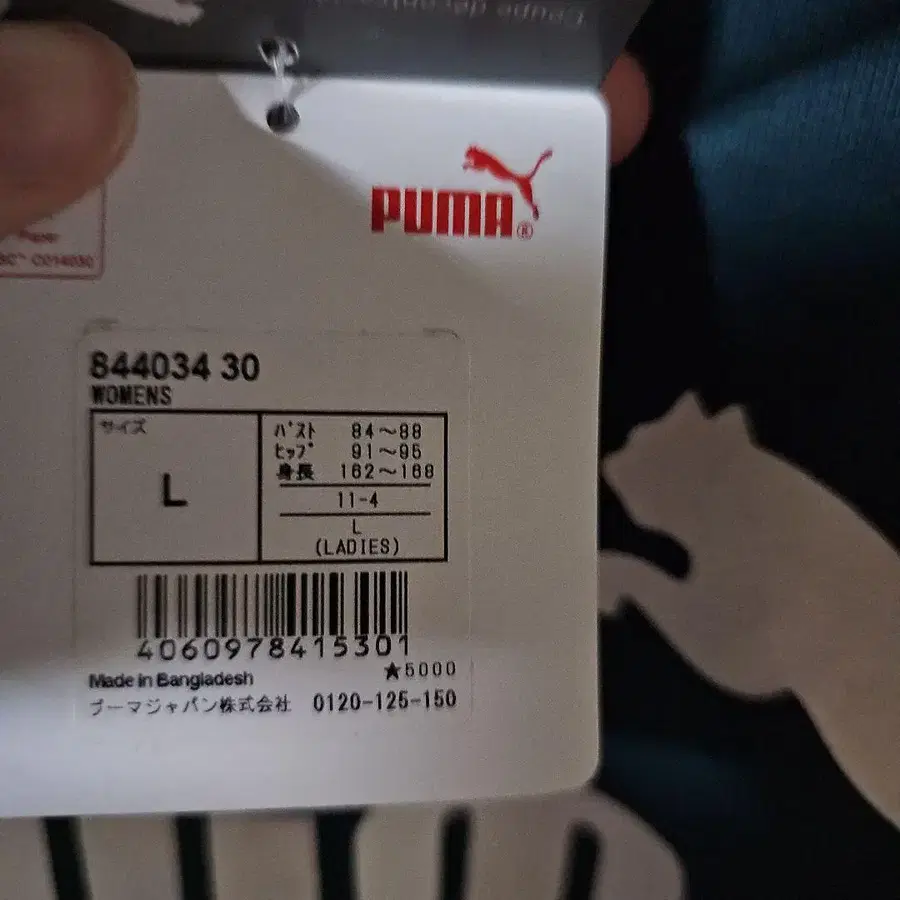 PUMA®
C014030
844034 30
WOMENS
サイズ
L
バスト 84～88
ヒップ 91～95
身長 162～168
11-4
L
(LADIES)
4060978415301
★5000
Made in Bangladesh
プーマジャパン株式会社 0120-125-150